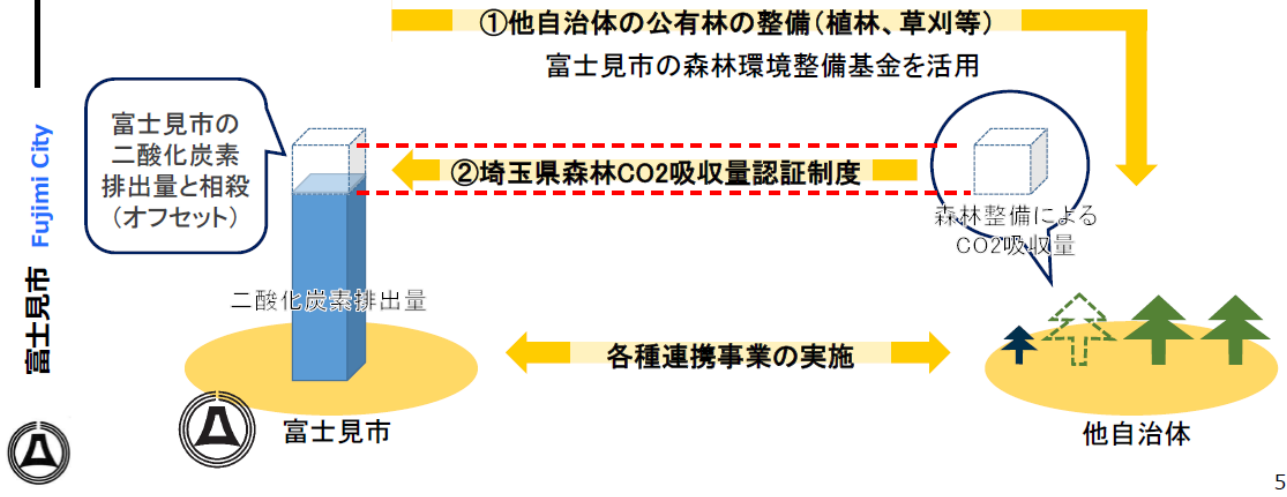 ①他自治体の公有林の整備(植林、草刈等)
富士見市の森林環境整備基金を活用
富士見市の
二酸化炭素
排出量と相殺
(オフセット)
②埼玉県森林CO2吸収量認証制度
森林整備による
CO2吸収量
二酸化炭素排出量
各種連携事業の実施
富士見市
他自治体
富士見市 Fujimi City
5